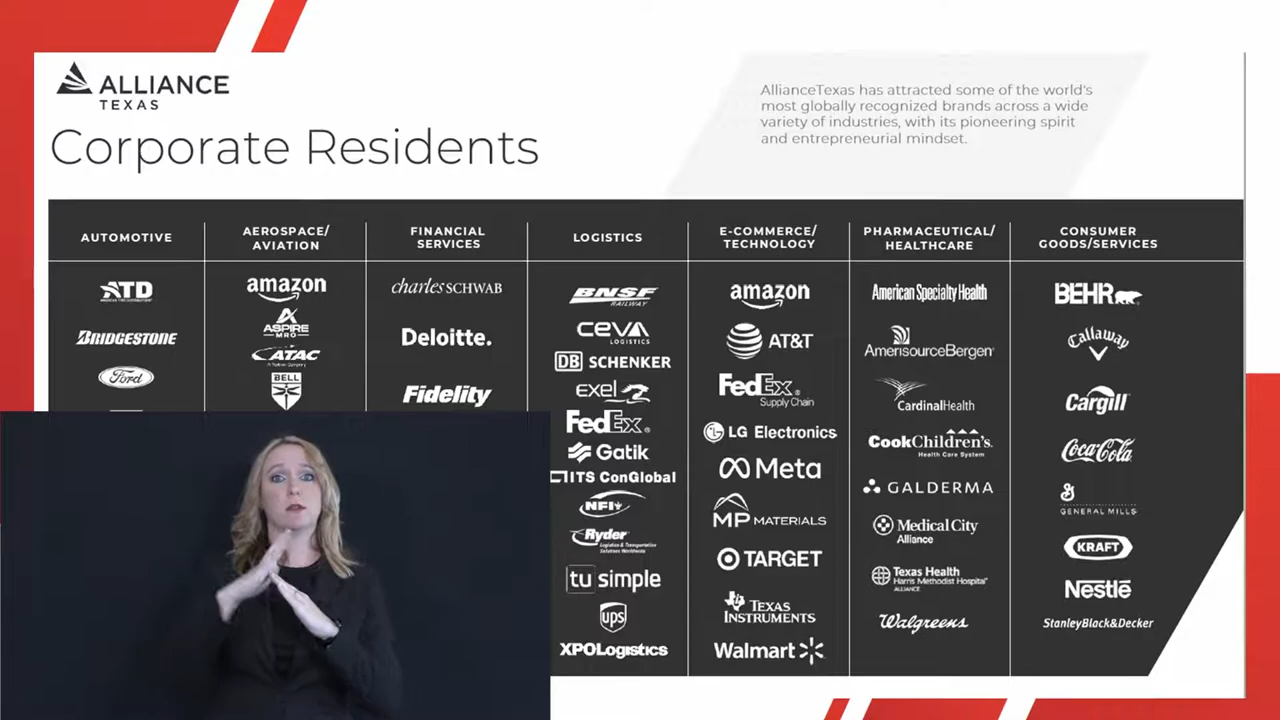 ALLIANCE
TEXAS
Corporate Residents
AllianceTexas has attracted some of the world's
most globally recognized brands across a wide
variety of industries, with its pioneering spirit
and entrepreneurial mindset.
AUTOMOTIVE
ATD
BRIDGESTONE
Ford
AEROSPACE/
AVIATION
amazon
ASPIRE
MRO
ATAC
BELL
FINANCIAL
SERVICES
charles SCHWAB
Deloitte.
Fidelity
LOGISTICS
BNSF
RAILWAY
CEVA
LOGISTICS
DB SCHENKER
exel
FedEx®
Gatik
ITS ConGlobal
NFI
Ryder
Logistics & Transportation
Solutions Worldwide
tu simple
ups
XPOLogistics
E-COMMERCE/
TECHNOLOGY
amazon
AT&T
FedEx®
Supply Chain
LG Electronics
Meta
MP MATERIALS
TARGET
TEXAS
INSTRUMENTS
Walmart
PHARMACEUTICAL/
HEALTHCARE
American Specialty Health
AmerisourceBergen
CardinalHealth
CookChildren's.
Health Care System
GALDERMA
Medical City
Alliance
Texas Health
Harris Methodist Hospital
ALLIANCE
Walgreens
CONSUMER
GOODS/SERVICES
BEHR
Callaway
Cargill
Coca-Cola
GENERAL MILLS
KRAFT
Nestlé
StanleyBlack&Decker